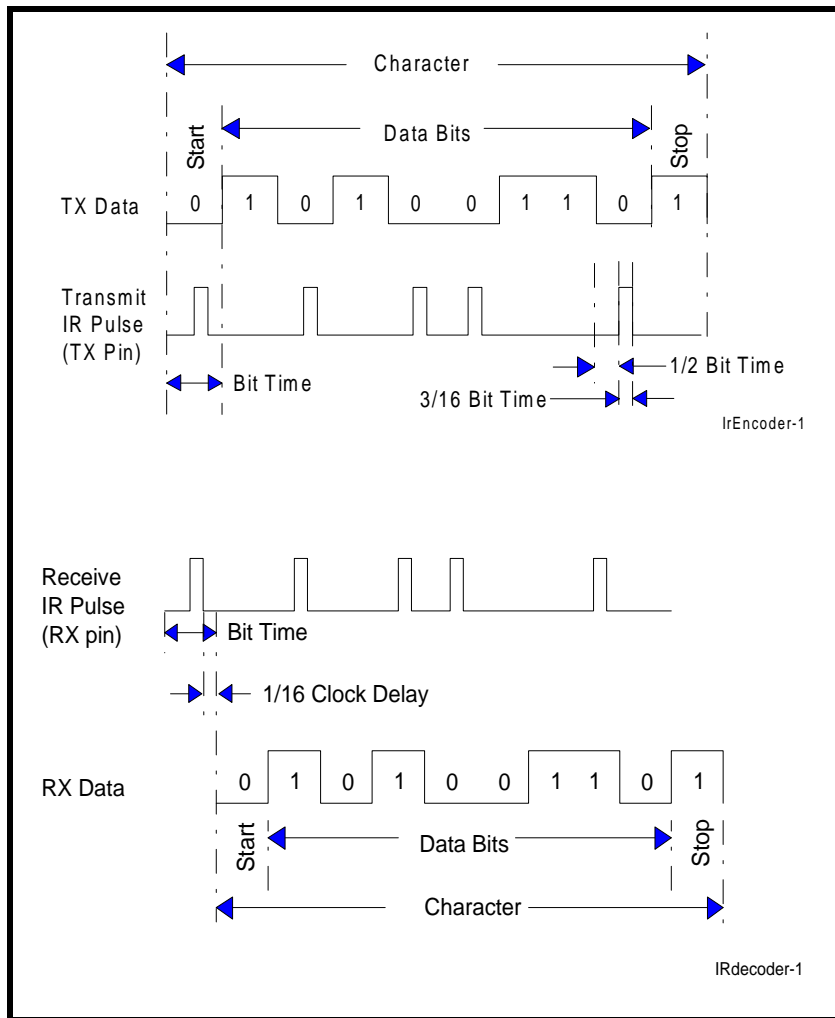 Character
Start
Data Bits
Stop
TX Data
0 1 0 1 0 0 1 1 0 1
Transmit
IR Pulse
(TX Pin)
Bit Time
1/2 Bit Time
3/16 Bit Time
IrEncoder-1
Receive
IR Pulse
(RX pin)
Bit Time
1/16 Clock Delay
RX Data
0 1 0 1 0 0 1 1 0 1
Start
Data Bits
Stop
Character
IRdecoder-1